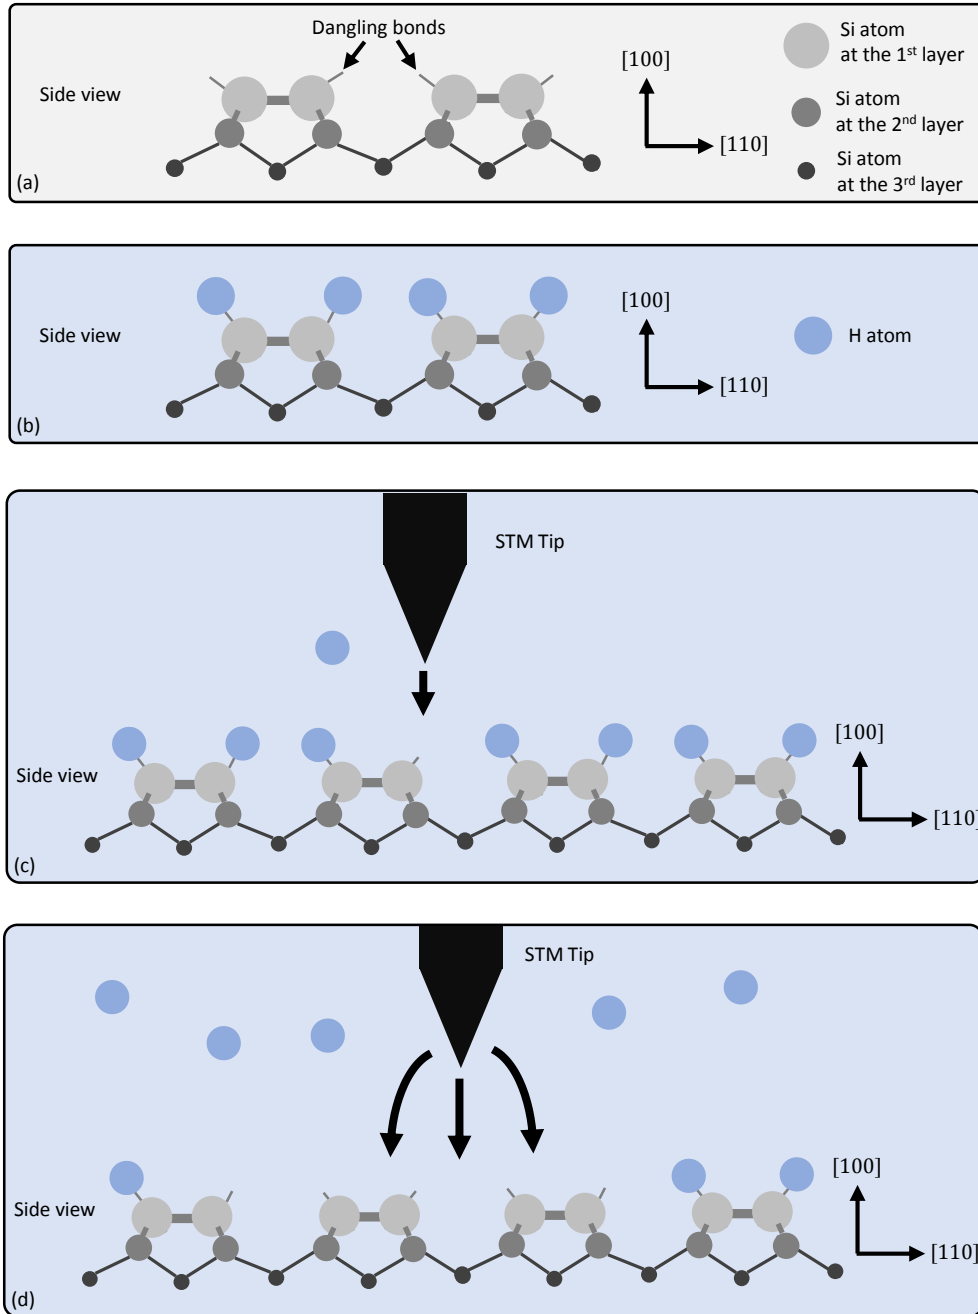 Dangling bonds
Side view
[100]
[110]
Si atom
at the 1st layer
Si atom
at the 2nd layer
Si atom
at the 3rd layer
(a)
Side view
[100]
[110]
H atom
(b)
STM Tip
Side view
[100]
[110]
(c)
STM Tip
Side view
[100]
[110]
(d)